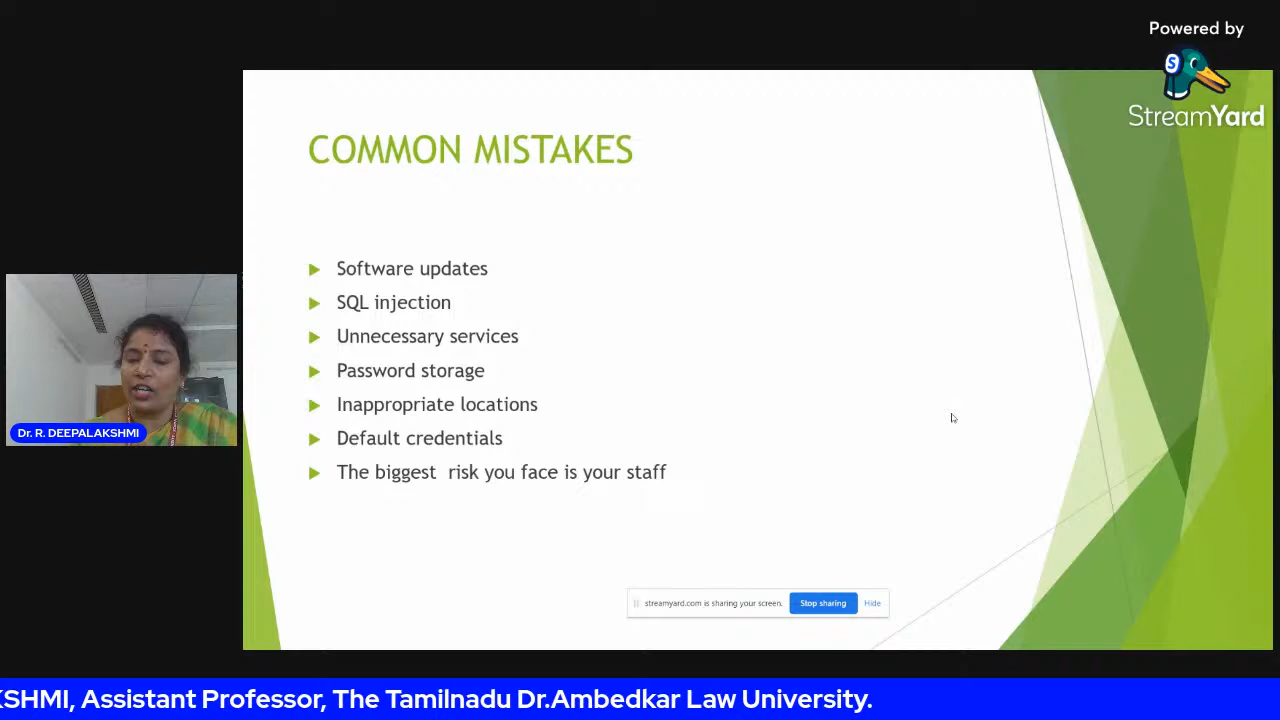 Powered by
StreamYard
COMMON MISTAKES
Software updates
SQL injection
Unnecessary services
Password storage
Inappropriate locations
Default credentials
The biggest risk you face is your staff
Dr. R. DEEPALAKSHMI
streamyard.com is sharing your screen. Stop sharing Hide
KSHMI, Assistant Professor, The Tamilnadu Dr.Ambedkar Law University.